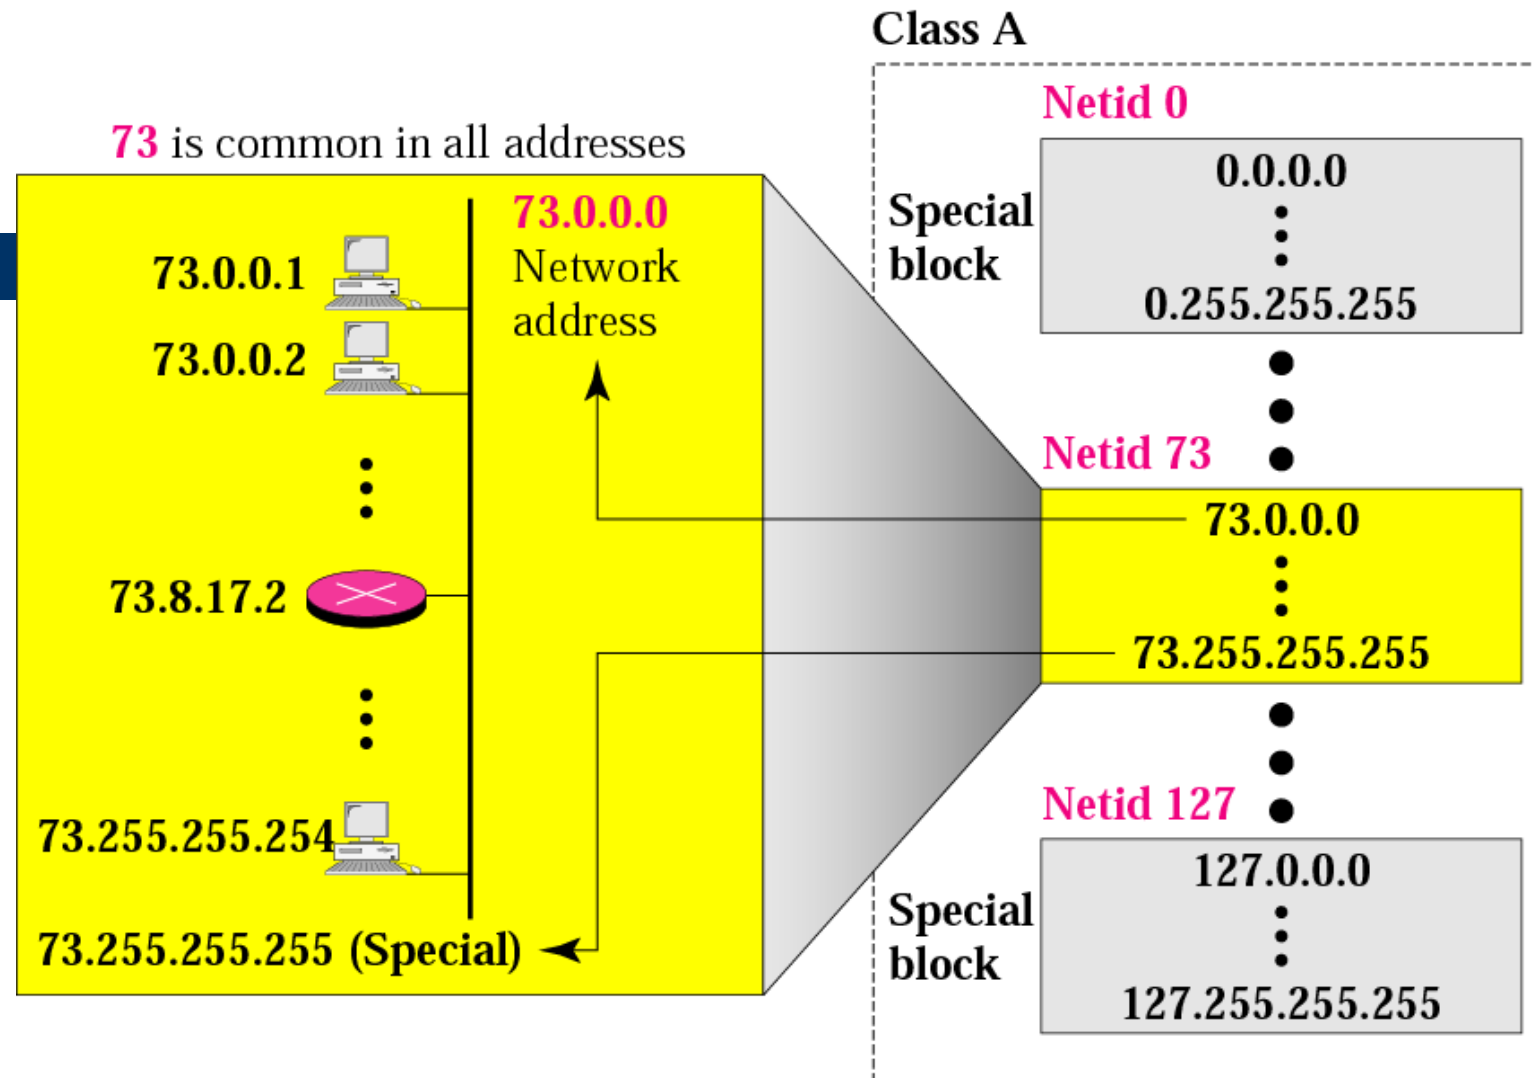 Class A
Netid 0
73 is common in all addresses
0.0.0.0
Special
block
0.255.255.255
73.0.0.0
Network
address
73.0.0.1
73.0.0.2
Netid 73
73.0.0.0
73.255.255.255
73.8.17.2
Netid 127
73.255.255.254
73.255.255.255 (Special)
127.0.0.0
Special
block
127.255.255.255